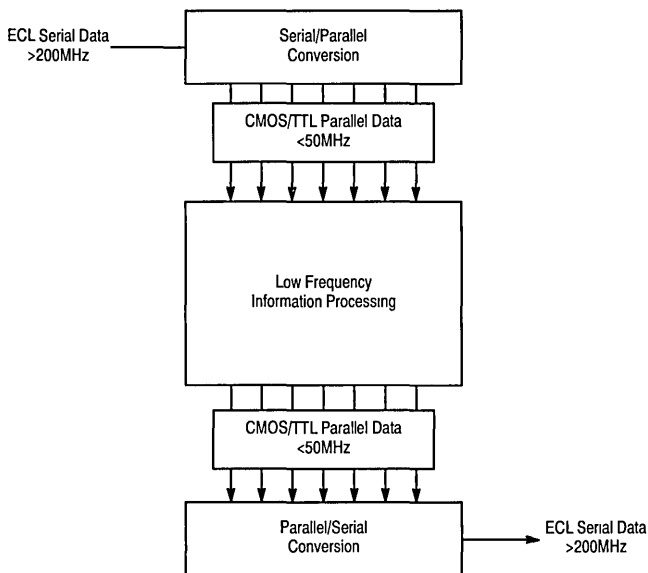 ECL Serial Data
>200MHz
Serial/Parallel
Conversion
CMOS/TTL Parallel Data
<50MHz
Low Frequency
Information Processing
CMOS/TTL Parallel Data
<50MHz
Parallel/Serial
Conversion
ECL Serial Data
>200MHz